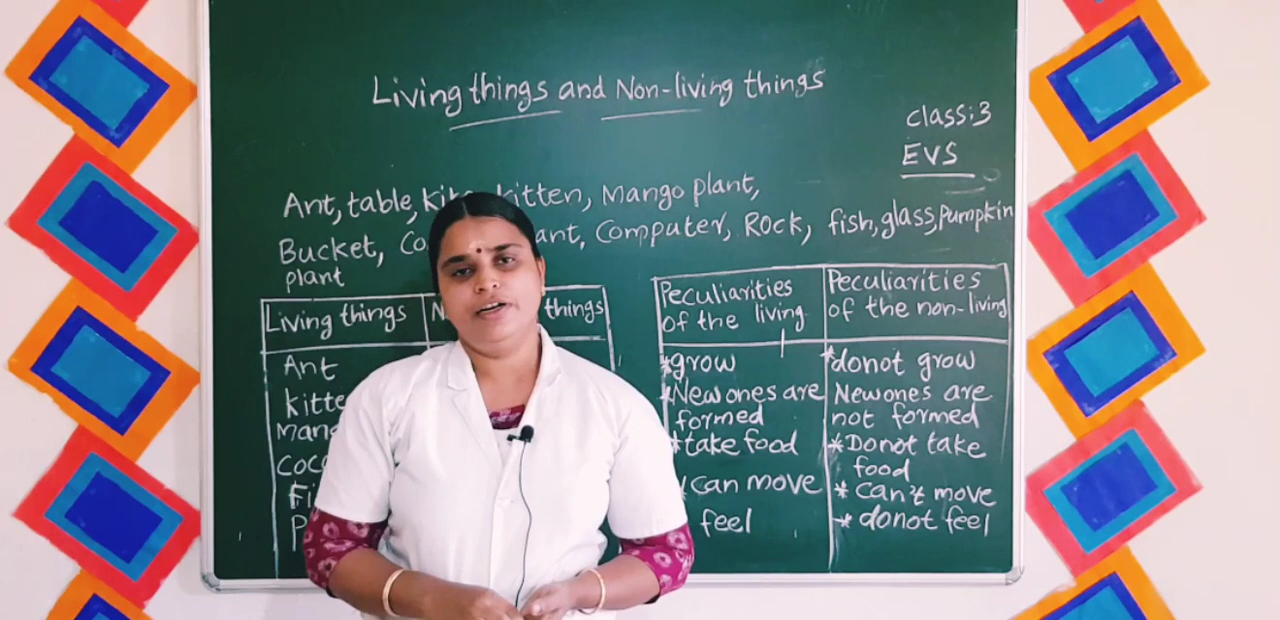 Living things and Non-living things
class:3
EVS
Ant, table, kitten, Mango plant,
Bucket, ant, Computer, Rock, fish, glass, Pumpkin
plant
Living things things
Ant
Peculiarities of the living
Peculiarities of the non-living
*grow
*donot grow
*New ones are
formed
Newones are
not formed
*take food
*Donot take
food
can move
* can't move
feel
* donot feel